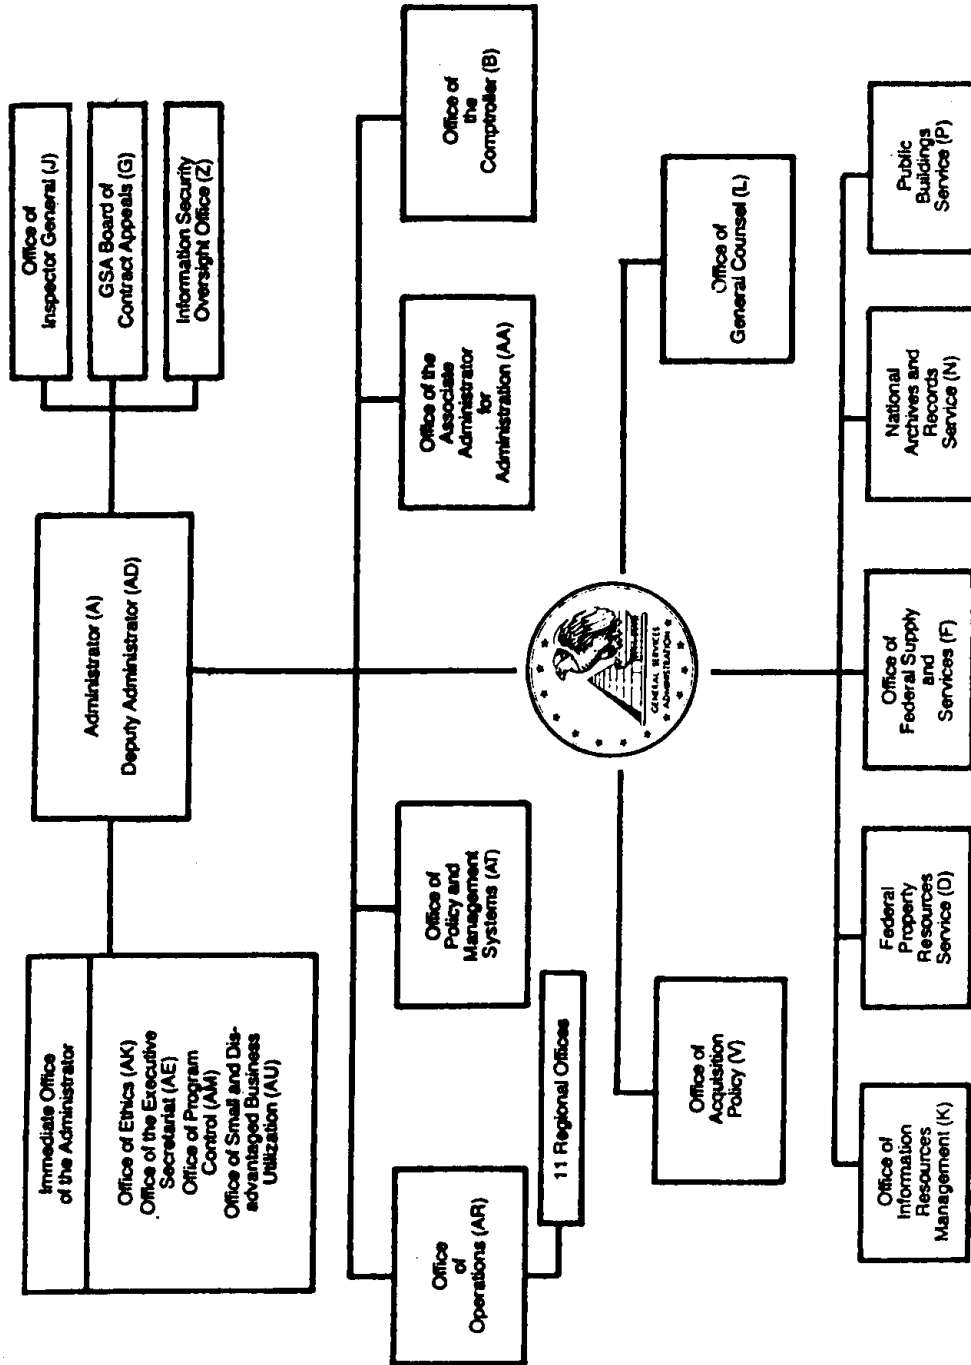 Immediate Office
of the Administrator
Office of Ethics (AK)
Office of the Executive
Secretariat (AE)
Office of Program
Control (AM)
Office of Small and Dis-
advantaged Business
Utilization (AU)
Administrator (A)
Deputy Administrator (AD)
Office of
Inspector General (J)
GSA Board of
Contract Appeals (G)
Information Security
Oversight Office (Z)
Office
of
Operations (AR)
11 Regional Offices
Office of
Policy and
Management
Systems (AT)
Office of the
Associate
Administrator
for
Administration (AA)
Office of
the
Comptroller (B)
Office of
Acquisition
Policy (V)
GENERAL SERVICES
ADMINISTRATION
Office of
General Counsel (L)
Office of
Information
Resources
Management (K)
Federal
Property
Resources
Service (D)
Office of
Federal Supply
and
Services (F)
National
Archives and
Records
Service (N)
Public
Buildings
Service (P)